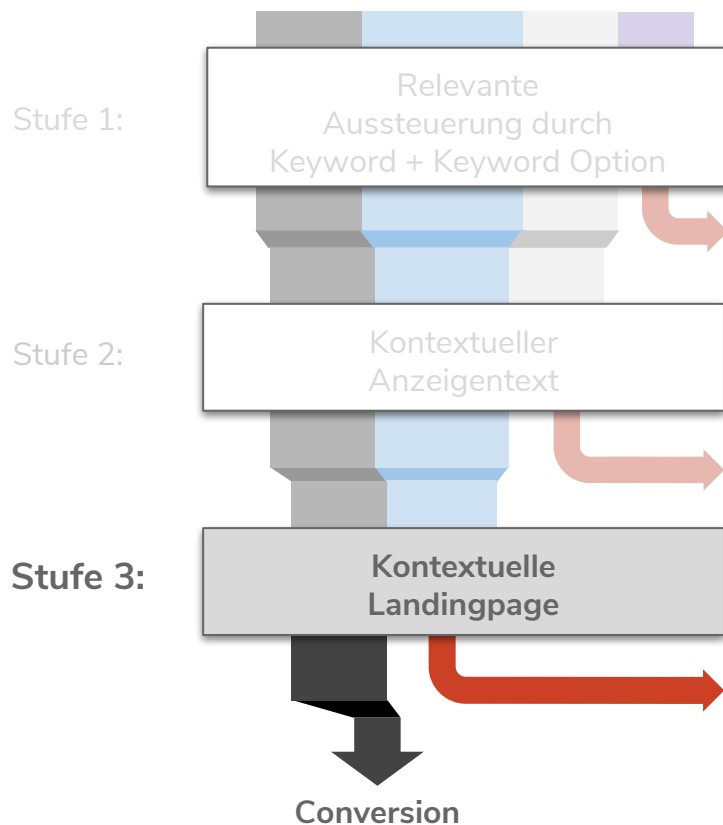 Stufe 1:
Relevante
Aussteuerung durch
Keyword + Keyword Option
Stufe 2:
Kontextueller
Anzeigentext
Stufe 3:
Kontextuelle
Landingpage
Conversion